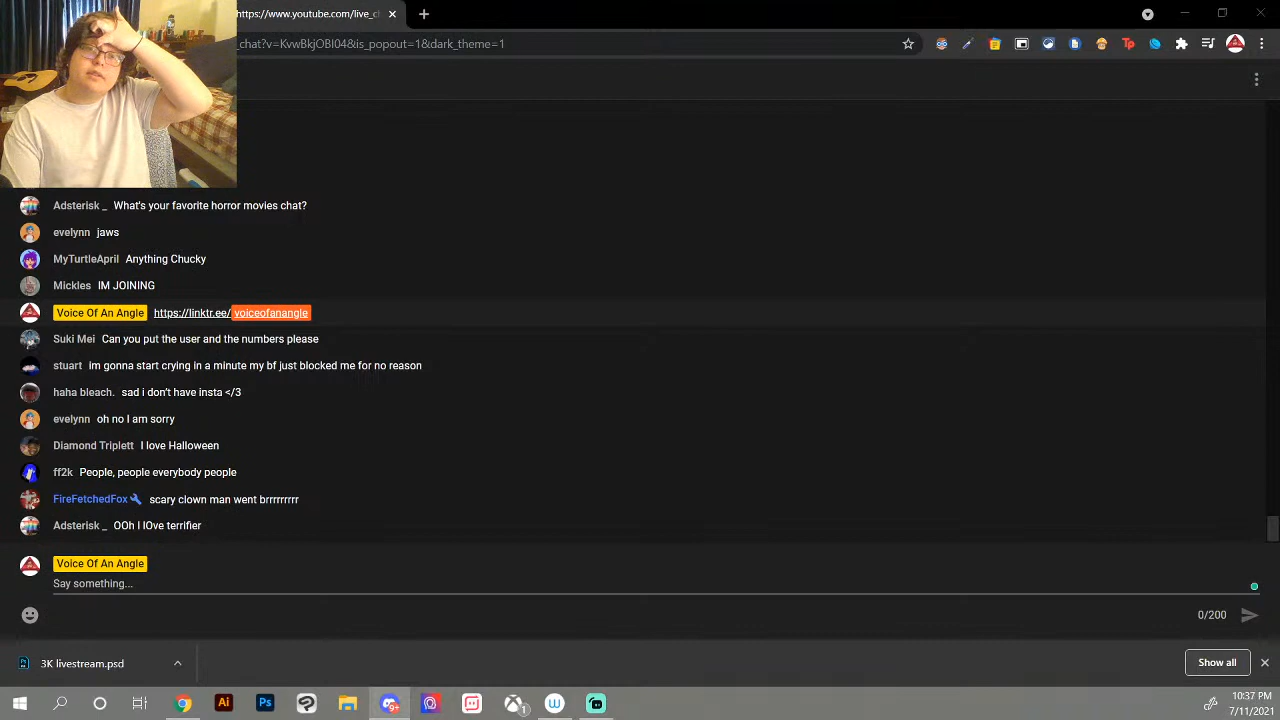 https://www.youtube.com/live_cl
_chat?v=KvwBkjOBI04&is_popout=1&dark_theme=1
Adsterisk _ What's your favorite horror movies chat?
evelynn jaws
MyTurtleApril Anything Chucky
Mickles IM JOINING
Voice Of An Angle https://linktr.ee/voiceofanangle
Suki Mei Can you put the user and the numbers please
stuart im gonna start crying in a minute my bf just blocked me for no reason
haha bleach. sad i don't have insta </3
evelynn oh no I am sorry
Diamond Triplett I love Halloween
ff2k People, people everybody people
FireFetchedFox scary clown man went brrrrrrrrr
Adsterisk _ OOh I lOve terrifier
Voice Of An Angle
Say something...
0/200
3K livestream.psd
Show all
Ai Ps
10:37 PM
7/11/2021